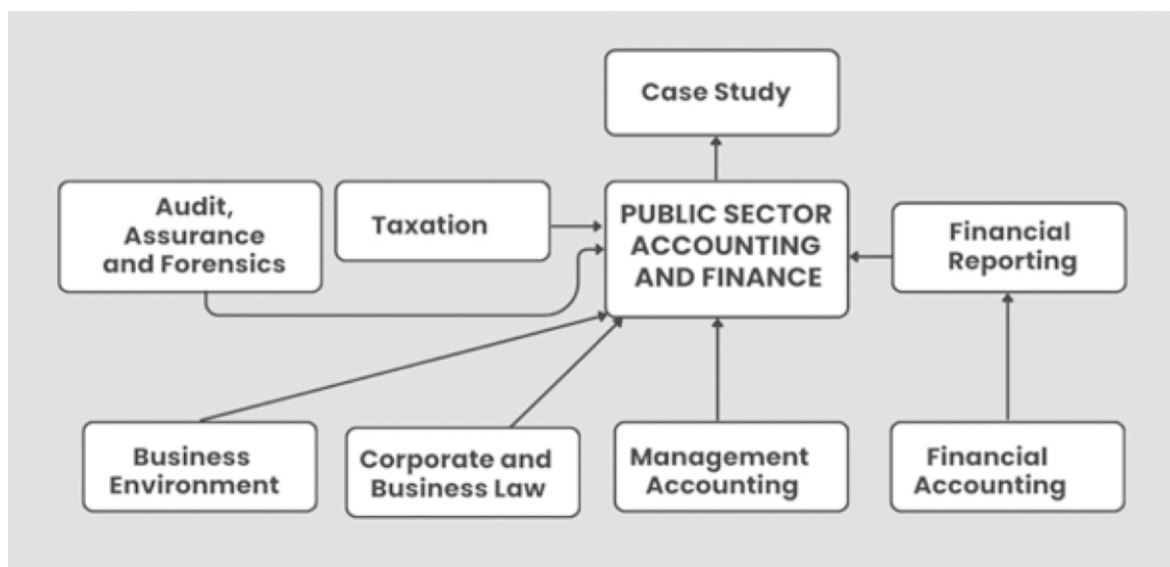 Case Study
Audit,
Assurance
and Forensics
Taxation
PUBLIC SECTOR
ACCOUNTING
AND FINANCE
Financial
Reporting
Business
Environment
Corporate and
Business Law
Management
Accounting
Financial
Accounting